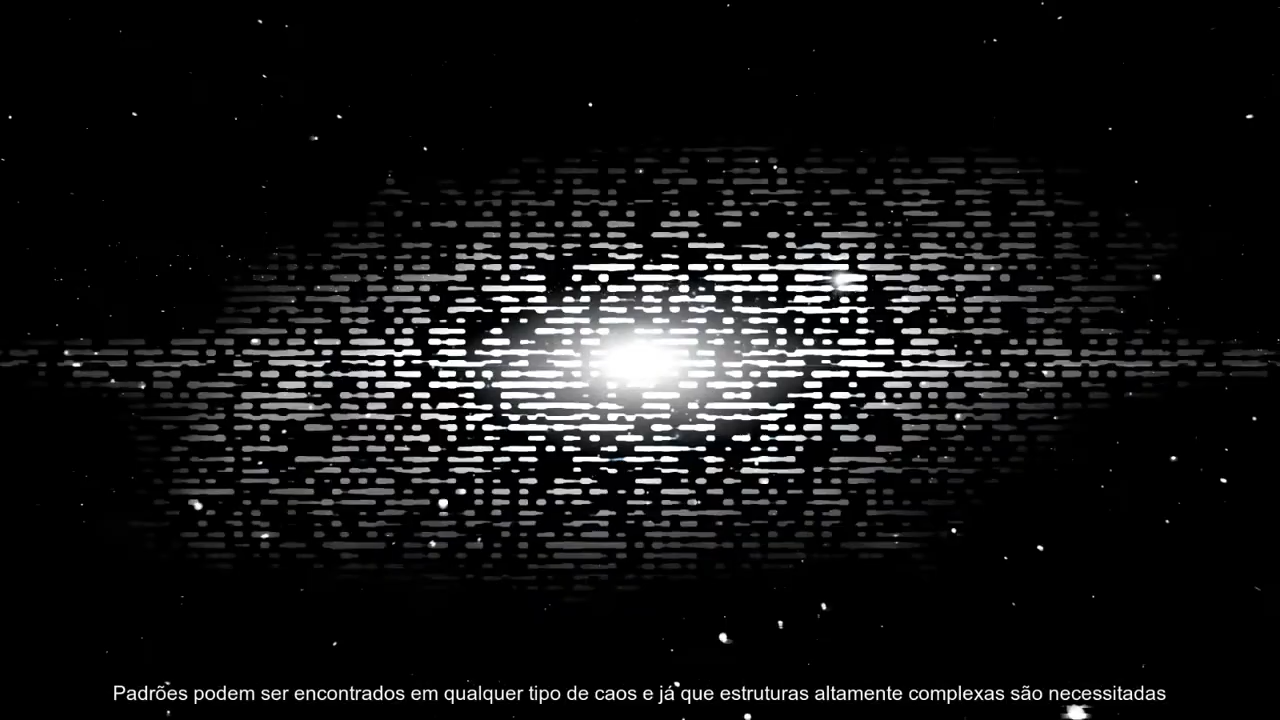 Padrões podem ser encontrados em qualquer tipo de caos e já que estruturas altamente complexas são necessitadas